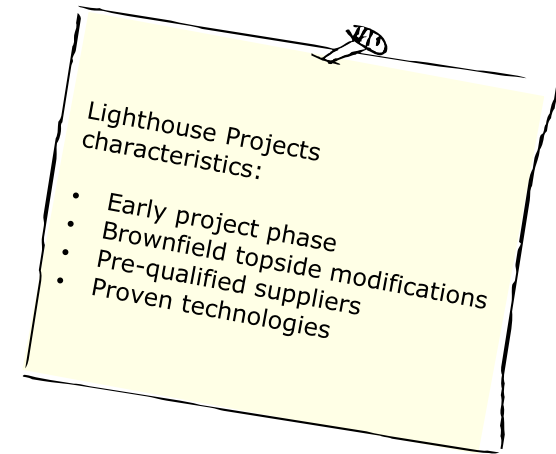 Lighthouse Projects
characteristics:
• Early project phase
• Brownfield topside modifications
• Pre-qualified suppliers
• Proven technologies